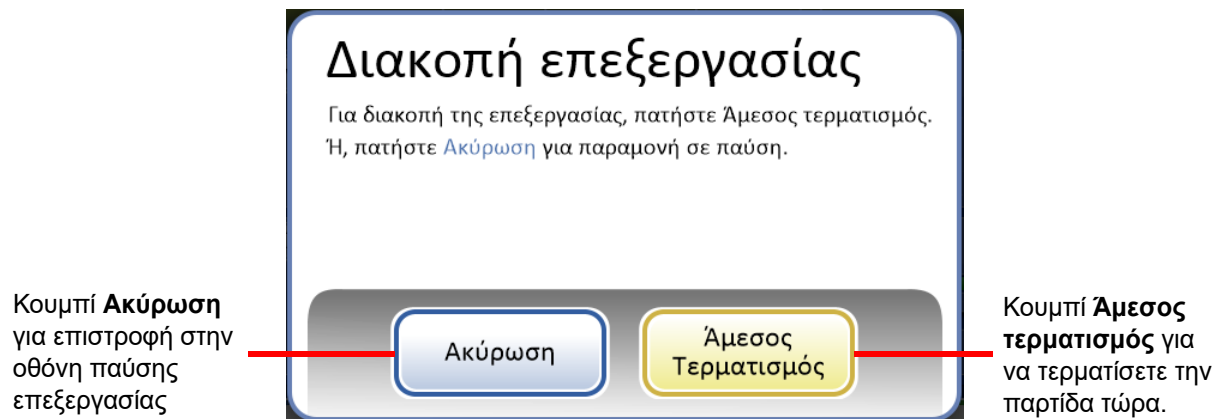 Διακοπή επεξεργασίας
Για διακοπή της επεξεργασίας, πατήστε Άμεσος τερματισμός.
Ή, πατήστε Ακύρωση για παραμονή σε παύση.
Κουμπί Ακύρωση
για επιστροφή στην
οθόνη παύσης
επεξεργασίας
Ακύρωση
Άμεσος
Τερματισμός
Κουμπί Άμεσος
τερματισμός για
να τερματίσετε την
παρτίδα τώρα.